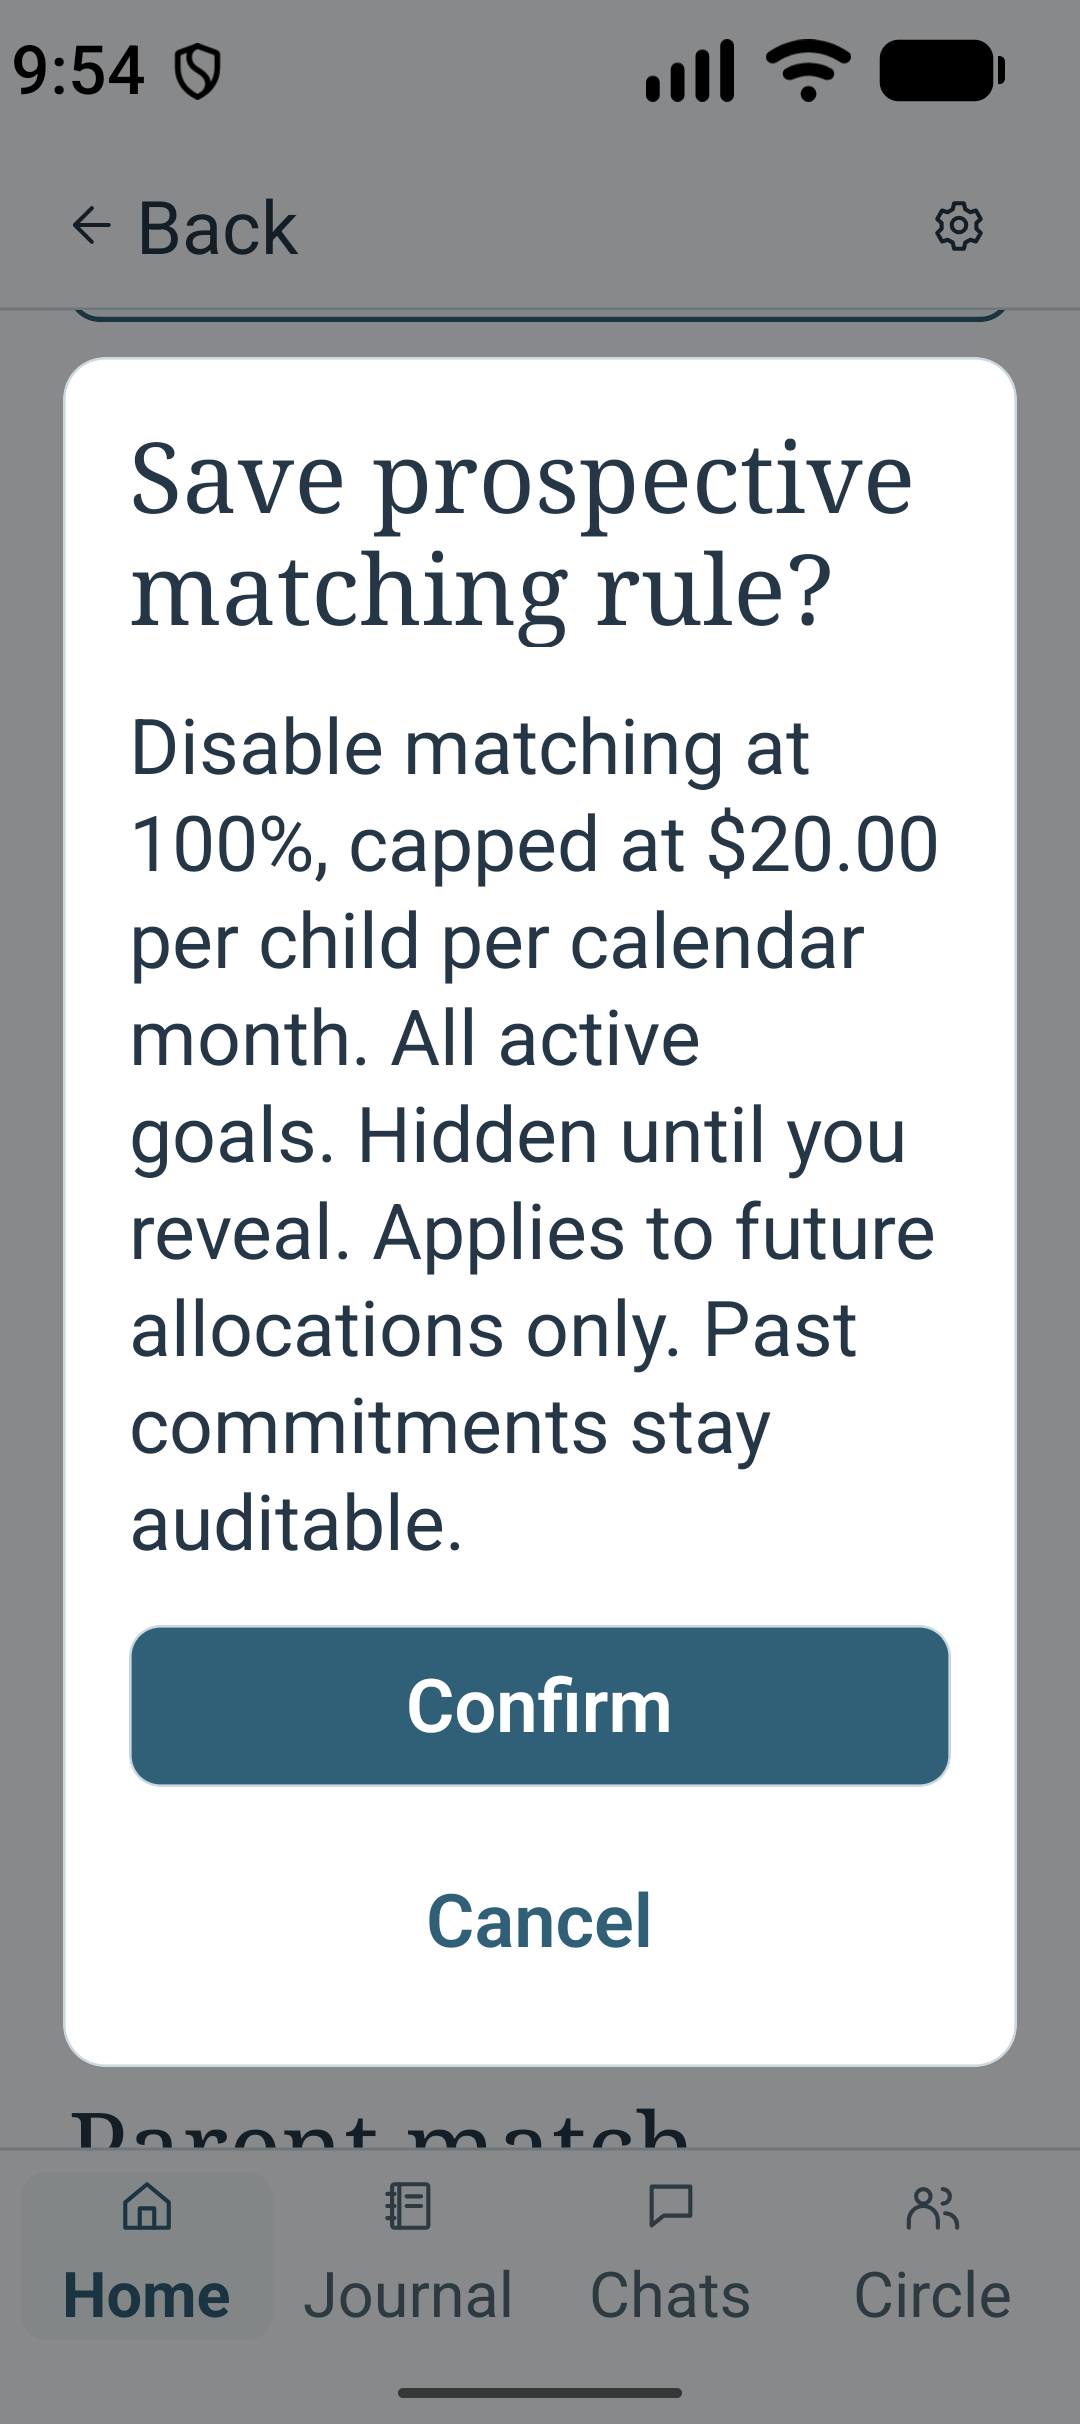 9:54
Back
Save prospective
matching rule?
Disable matching at
100%, capped at $20.00
per child per calendar
month. All active
goals. Hidden until you
reveal. Applies to future
allocations only. Past
commitments stay
auditable.
Confirm
Cancel
Parent match
Home
Journal
Chats
Circle